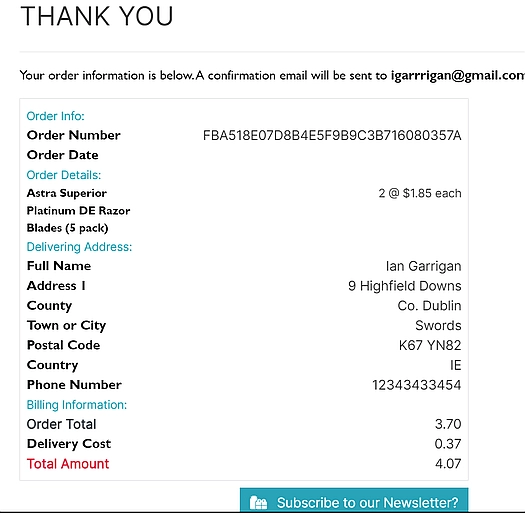 THANK YOU
Your order information is below. A confirmation email will be sent to igarrrigan@gmail.com
Order Info:
Order Number FBA518E07D8B4E5F9B9C3B716080357A
Order Date
Order Details:
Astra Superior 2 @ $1.85 each
Platinum DE Razor
Blades (5 pack)
Delivering Address:
Full Name Ian Garrigan
Address 1 9 Highfield Downs
County Co. Dublin
Town or City Swords
Postal Code K67 YN82
Country IE
Phone Number 12343433454
Billing Information:
Order Total 3.70
Delivery Cost 0.37
Total Amount 4.07
Subscribe to our Newsletter?